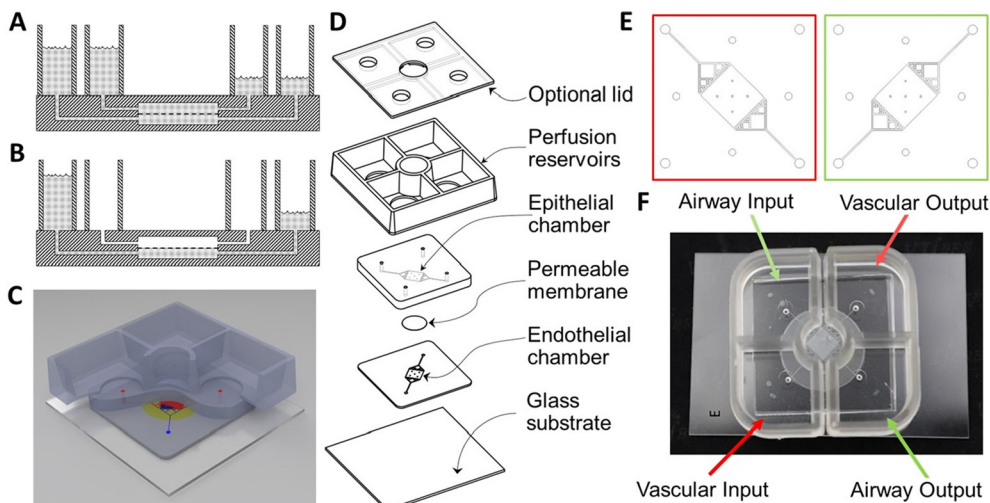 A
B
C
D
Optional lid
Perfusion
reservoirs
Epithelial
chamber
Permeable
membrane
Endothelial
chamber
Glass
substrate
E
F
Airway Input
Vascular Output
E
Vascular Input
Airway Output